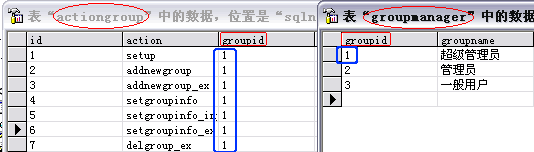 表“actiongroup”中的数据，位置是“sqln
id action groupid
1 setup 1
2 addnewgroup 1
3 addnewgroup_ex 1
4 setgroupinfo 1
5 setgroupinfo_in 1
6 setgroupinfo_ex 1
7 delgroup_ex 1
表“groupmanager”中的数据
groupid groupname
1 超级管理员
2 管理员
3 一般用户